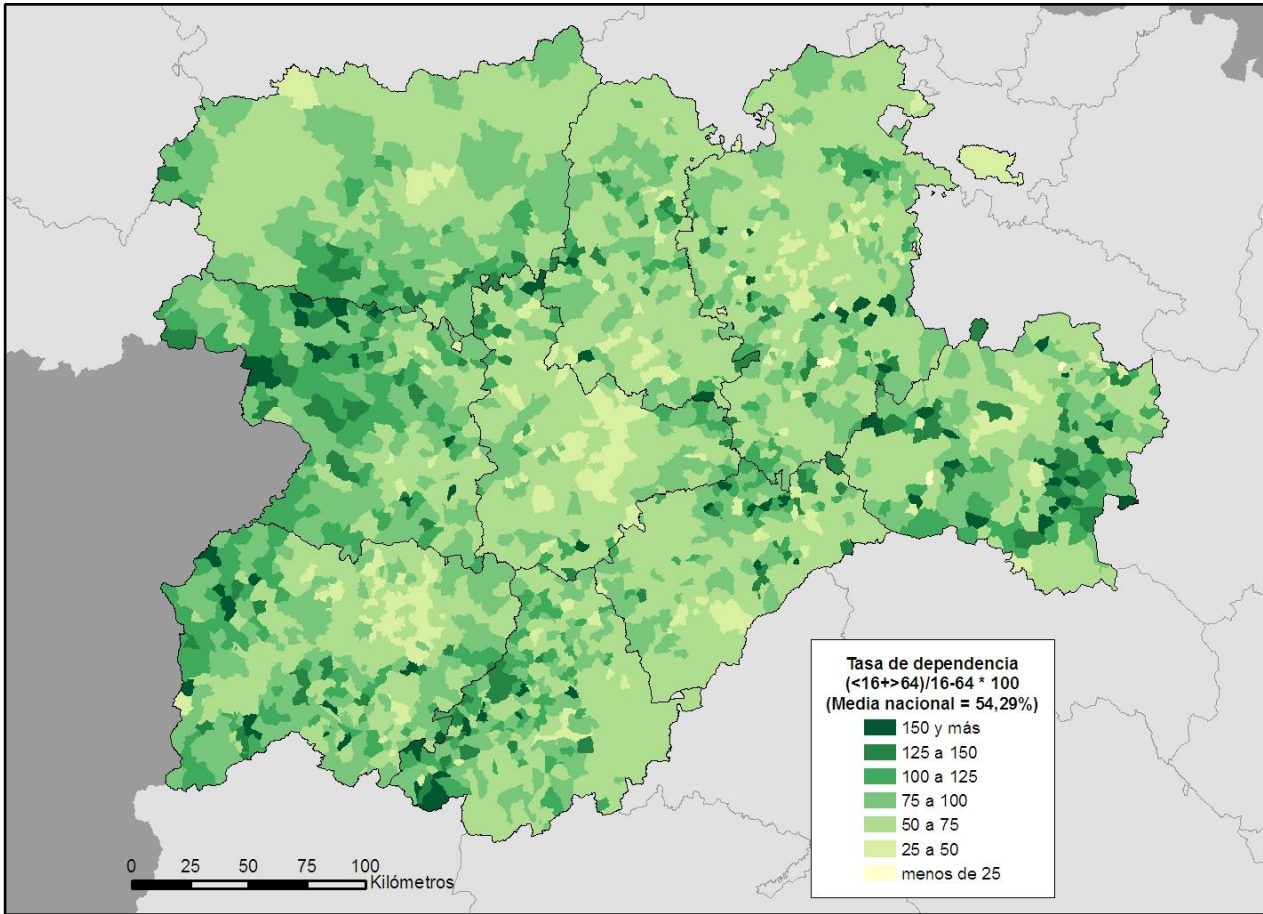 Tasa de dependencia
(<16+>64)/16-64 * 100
(Media nacional = 54,29%)
150 y más
125 a 150
100 a 125
75 a 100
50 a 75
25 a 50
menos de 25
0 25 50 75 100
Kilómetros